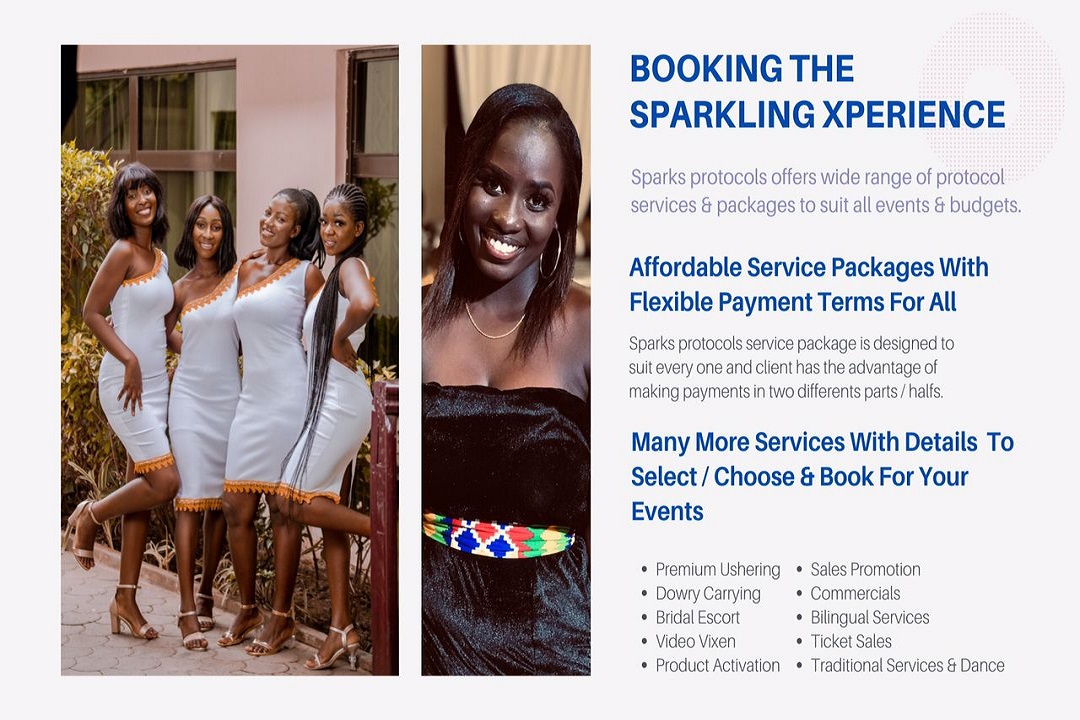 BOOKING THE
SPARKLING XPERIENCE
Sparks protocols offers wide range of protocol
services & packages to suit all events & budgets.
Affordable Service Packages With
Flexible Payment Terms For All
Sparks protocols service package is designed to
suit every one and client has the advantage of
making payments in two differents parts / halfs.
Many More Services With Details To
Select / Choose & Book For Your
Events
• Premium Ushering
• Dowry Carrying
• Bridal Escort
• Video Vixen
• Product Activation
• Sales Promotion
• Commercials
• Bilingual Services
• Ticket Sales
• Traditional Services & Dance